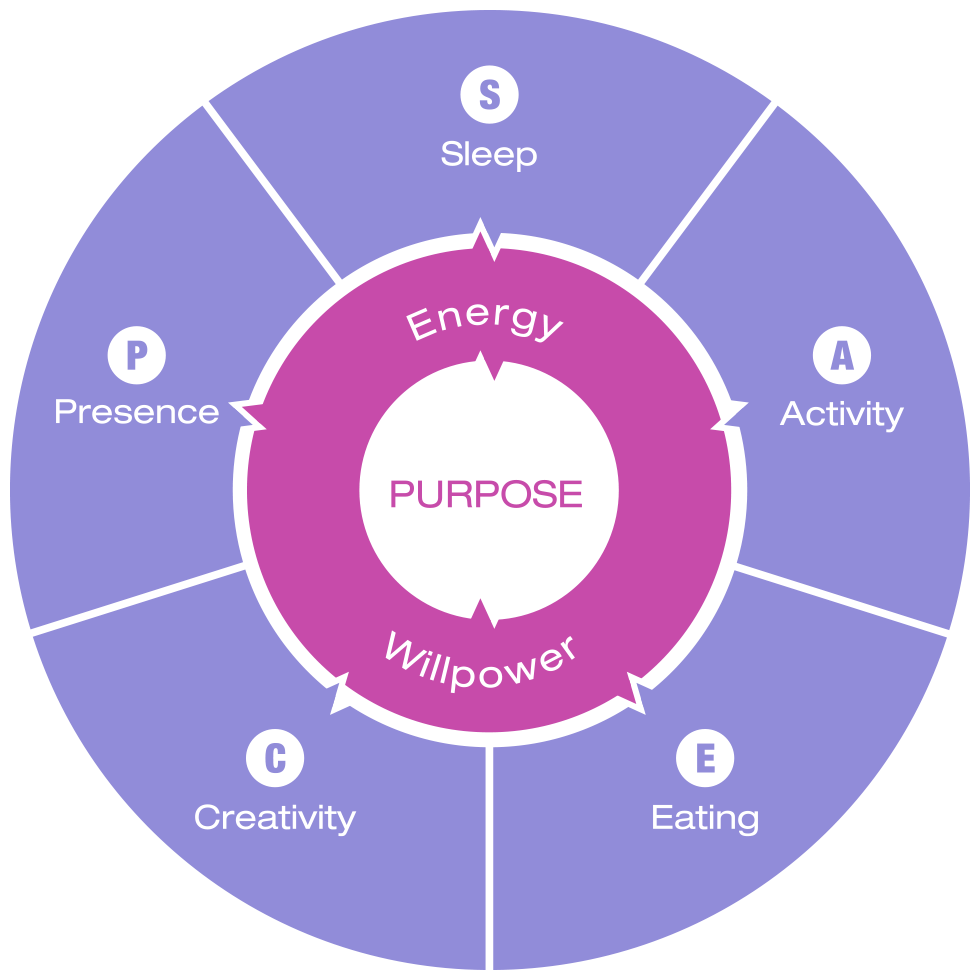 S
Sleep
P
Presence
A
Activity
Energy
PURPOSE
Willpower
C
Creativity
E
Eating